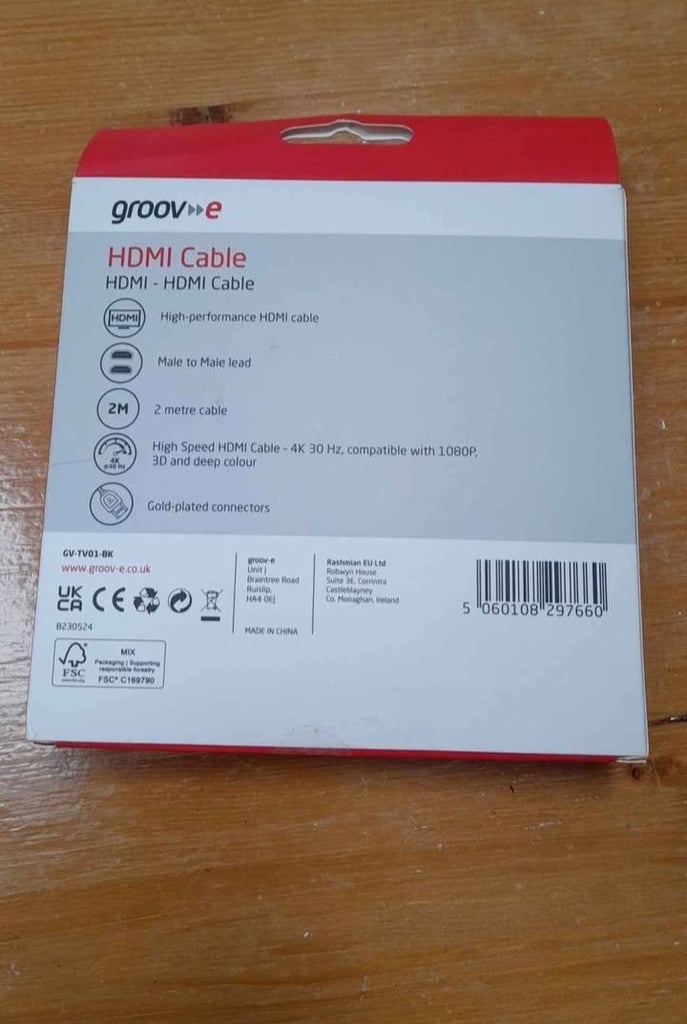 groov e
HDMI Cable
HDMI - HDMI Cable
HDMI
High-performance HDMI cable
Male to Male lead
2M
2 metre cable
4K
High Speed HDMI Cable - 4K 30 Hz, compatible with 1080P,
3D and deep colour
Gold-plated connectors
GV-TV01-BK
www.groov-e.co.uk
UK
CA
CE
B230524
groov-e
Unit J
Braintree Road
Ruislip,
HA4 0EJ
MADE IN CHINA
Rashmian EU Ltd
Robwyn House
Suite 3E, Corrintra
Castleblayney
Co. Monaghan, Ireland
5 060108 297660
FSC
MIX
Packaging | Supporting
responsible forestry
FSC® C169790